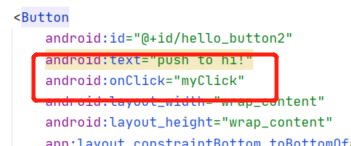 <Button
android:id="@+id/hello_button2"
android:text="push to hi!"
android:onClick="myClick"
android:layout_width="wrap_content"
android:layout_height="wrap_content"
app:layout_constraintBottom_toBottomOf